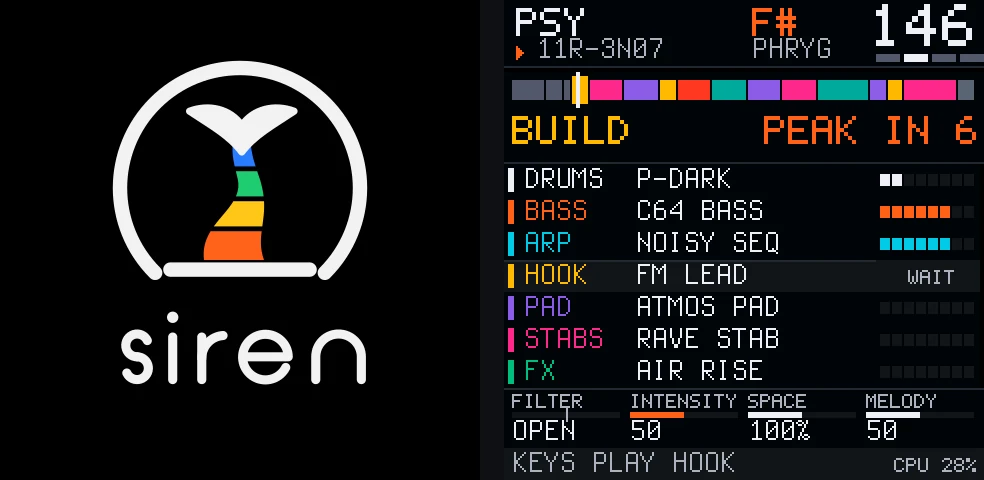 siren
PSY F# 146
11R-3N07 PHRYG
BUILD PEAK IN 6
DRUMS P-DARK
BASS C64 BASS
ARP NOISY SEQ
HOOK FM LEAD WAIT
PAD ATMOS PAD
STABS RAVE STAB
FX AIR RISE
FILTER INTENSITY SPACE MELODY
OPEN 50 100% 50
KEYS PLAY HOOK CPU 28%